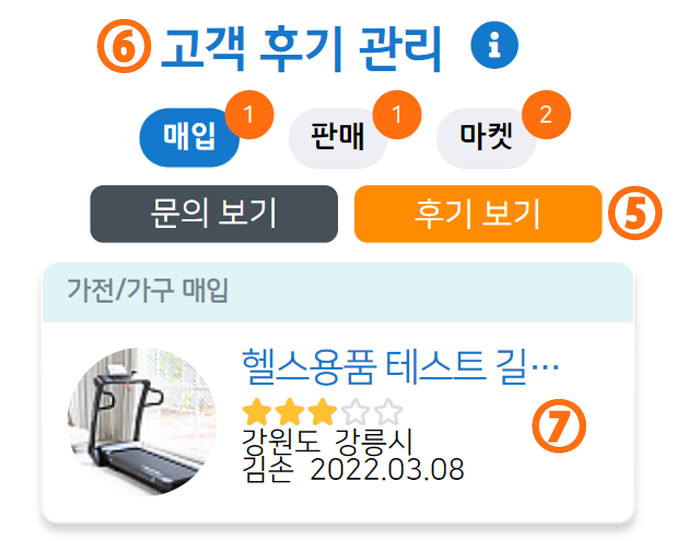 ⑥ 고객 후기 관리 i
매입 1 판매 1 마켓 2
문의 보기 후기 보기 ⑤
가전/가구 매입
헬스용품 테스트 길…
강원도 강릉시 ⑦
김손 2022.03.08